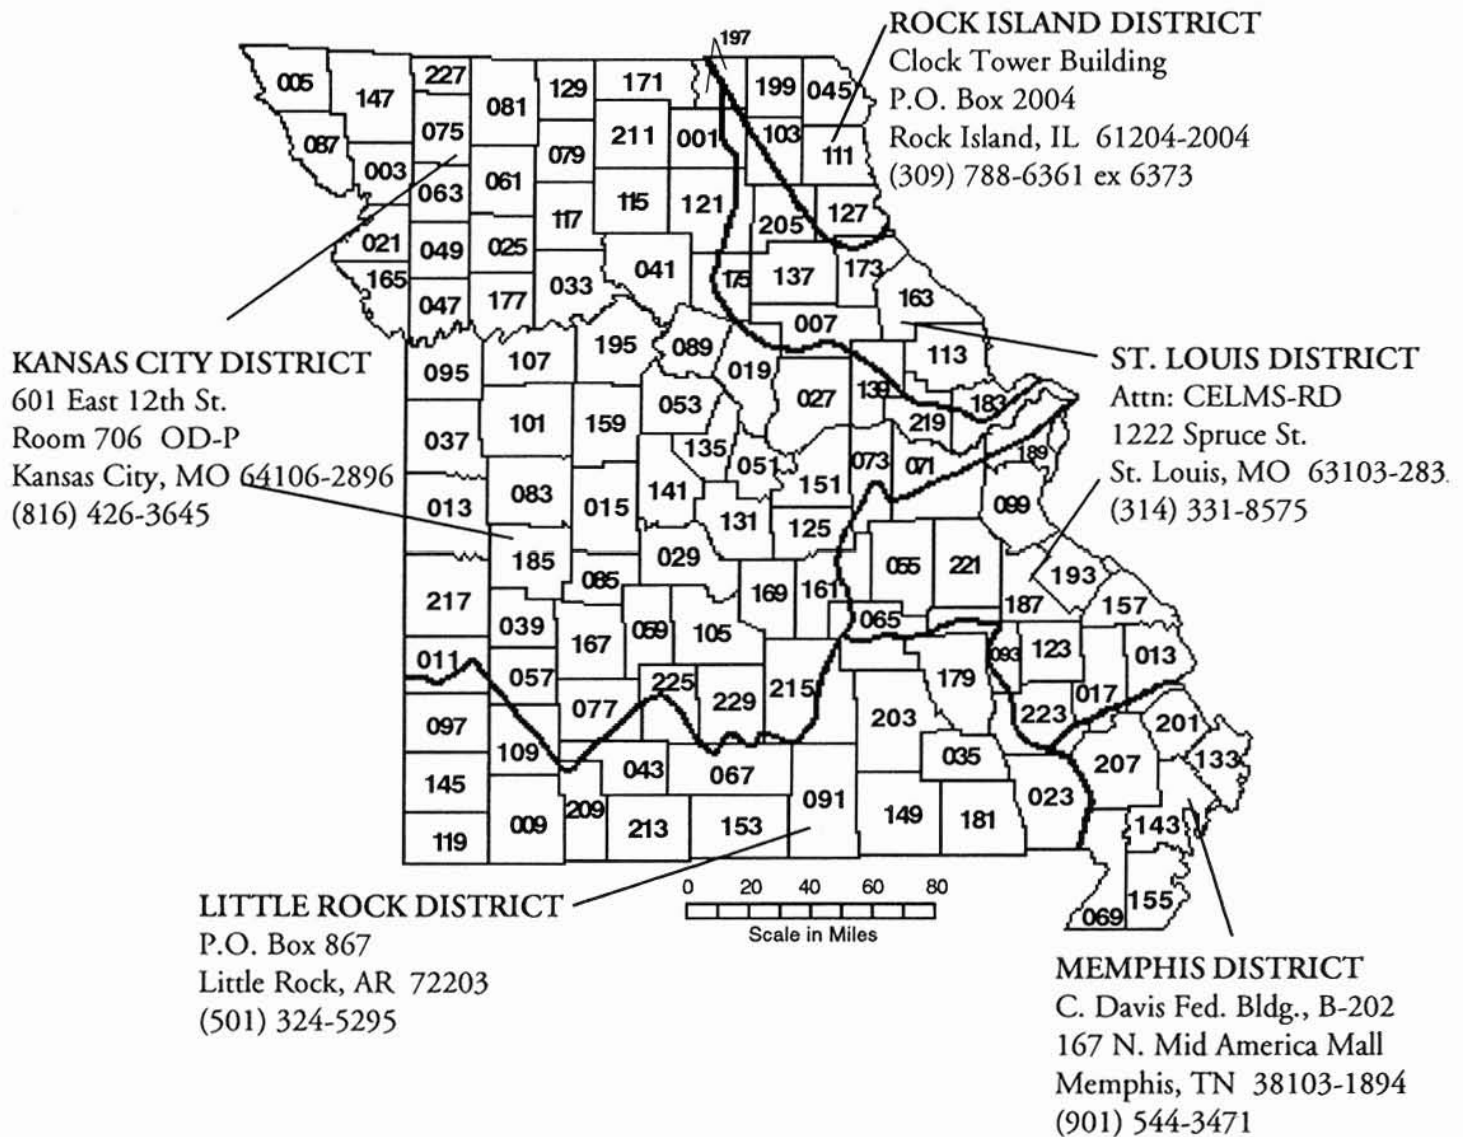 ROCK ISLAND DISTRICT
Clock Tower Building
P.O. Box 2004
Rock Island, IL 61204-2004
(309) 788-6361 ex 6373
KANSAS CITY DISTRICT
601 East 12th St.
Room 706 OD-P
Kansas City, MO 64106-2896
(816) 426-3645
ST. LOUIS DISTRICT
Attn: CELMS-RD
1222 Spruce St.
St. Louis, MO 63103-283
(314) 331-8575
LITTLE ROCK DISTRICT
P.O. Box 867
Little Rock, AR 72203
(501) 324-5295
MEMPHIS DISTRICT
C. Davis Fed. Bldg., B-202
167 N. Mid America Mall
Memphis, TN 38103-1894
(901) 544-3471
197
005 147 227 081 129 171 199 045
087 075 079 211 001 103 111
003 063 061 117 115 121 205 127
021 049 025 033 041 175 137 173 163
165 047 177 007
095 107 195 089 019 027 139 113 183
037 101 159 053 135 051 151 073 071 219 189
013 083 015 141 131 125 099
185 085 029 169 161 055 221 187 193 157
217 039 167 059 105 065 093 123 013
011 057 077 225 229 215 179 223 017
097 109 043 067 203 035 207 201 133
145 209 091 149 181 023 143
119 009 213 153 069 155
0 20 40 60 80
Scale in Miles